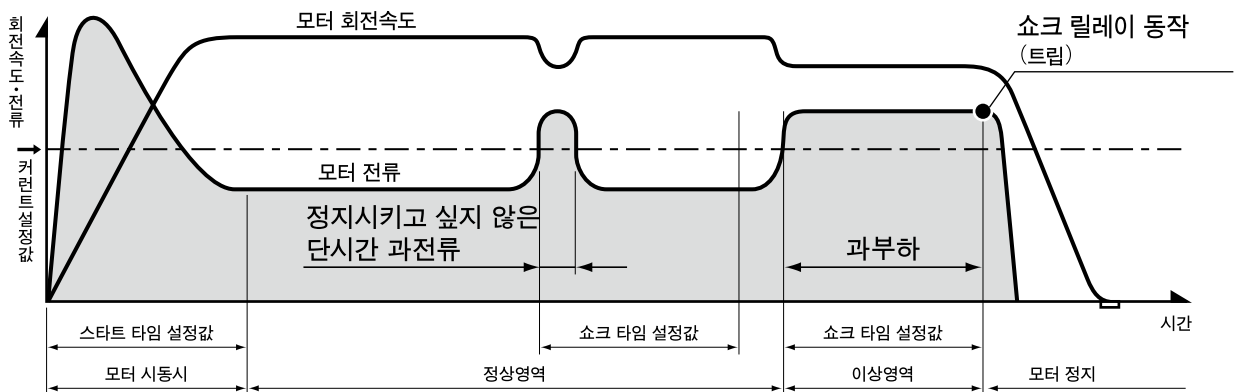 회전속도·전류
커런트설정값
모터 회전속도
쇼크 릴레이 동작
(트립)
모터 전류
정지시키고 싶지 않은
단시간 과전류
과부하
시간
스타트 타임 설정값
쇼크 타임 설정값
쇼크 타임 설정값
모터 시동시
정상영역
이상영역
모터 정지